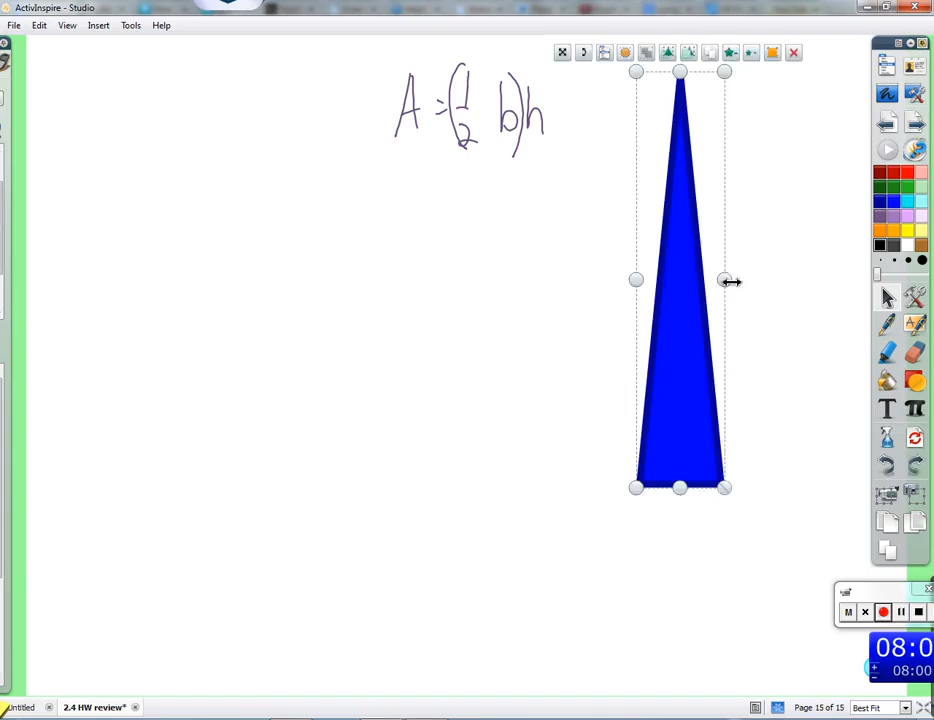 ActivInspire - Studio
File Edit View Insert Tools Help
A = (1/2 b)h
M
08:0
08:00
Untitled
2.4 HW review*
Page 15 of 15
Best Fit